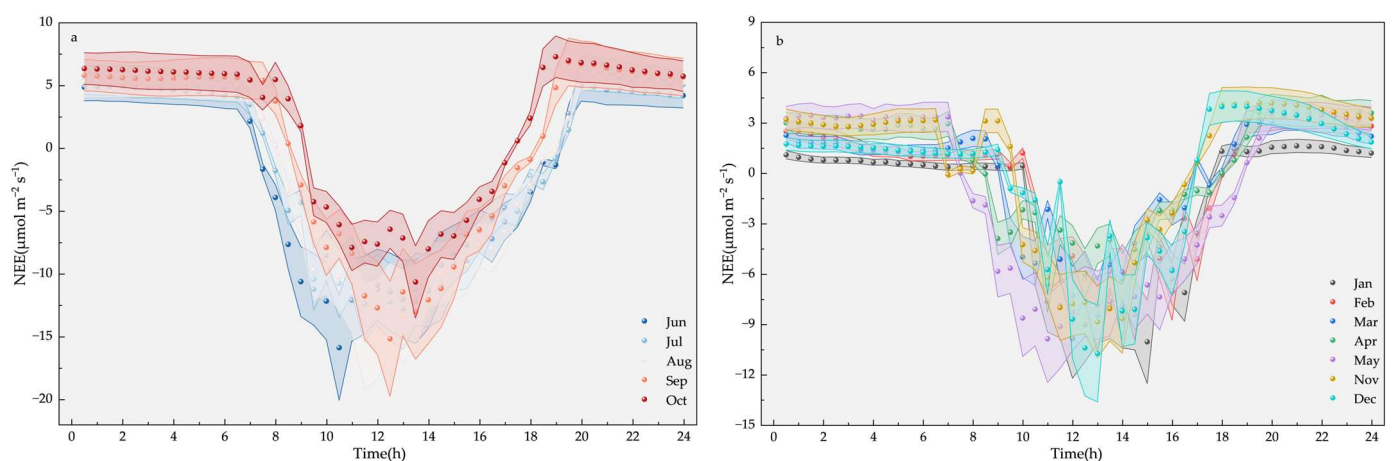 a
10
5
0
−5
−10
−15
−20
NEE(μmol m⁻² s⁻¹)
0 2 4 6 8 10 12 14 16 18 20 22 24
Time(h)
Jun
Jul
Aug
Sep
Oct
b
9
6
3
0
−3
−6
−9
−12
−15
NEE(μmol m⁻² s⁻¹)
2 4 6 8 10 12 14 16 18 20 22 24
Time(h)
Jan
Feb
Mar
Apr
May
Nov
Dec